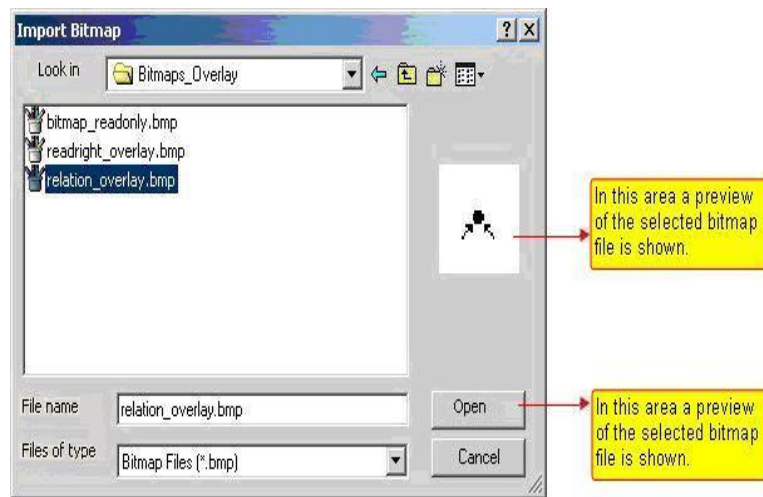 Import Bitmap
Look in
Bitmaps_Overlay
bitmap_readonly.bmp
readright_overlay.bmp
relation_overlay.bmp
In this area a preview
of the selected bitmap
file is shown.
File name
relation_overlay.bmp
Open
In this area a preview
of the selected bitmap
file is shown.
Files of type
Bitmap Files (*.bmp)
Cancel